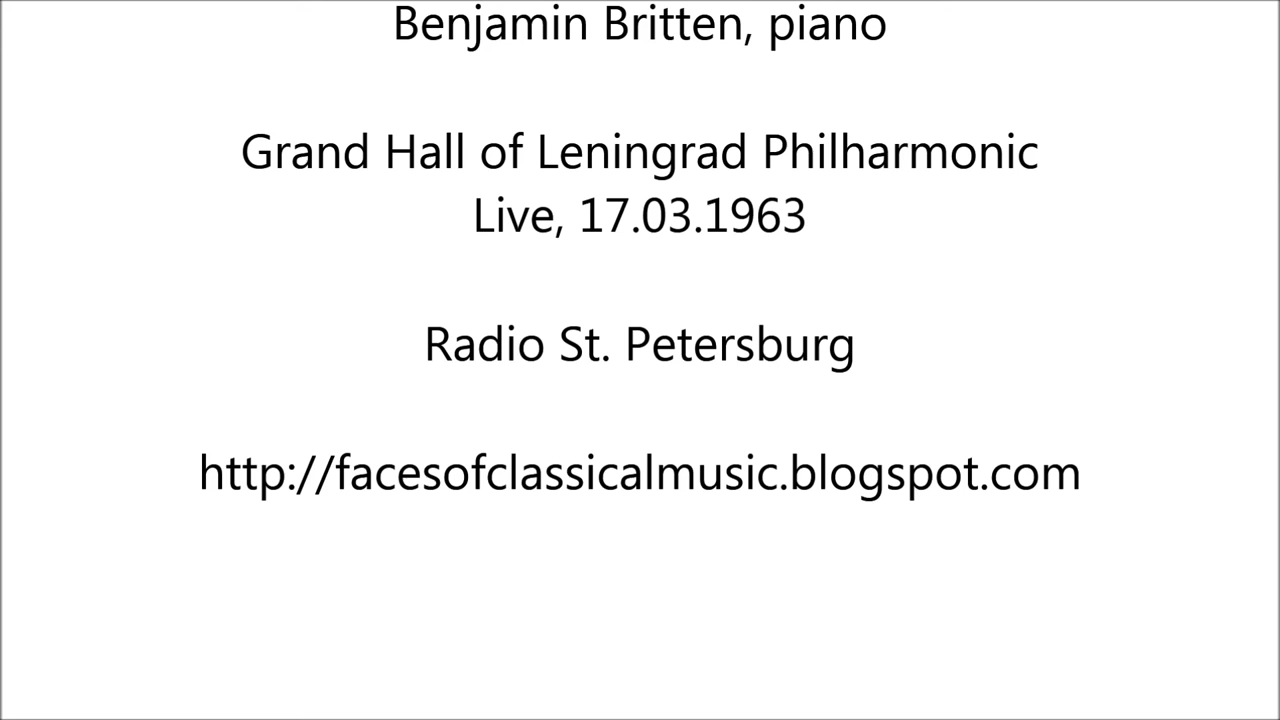 Benjamin Britten, piano
Grand Hall of Leningrad Philharmonic
Live, 17.03.1963
Radio St. Petersburg
http://facesofclassicalmusic.blogspot.com